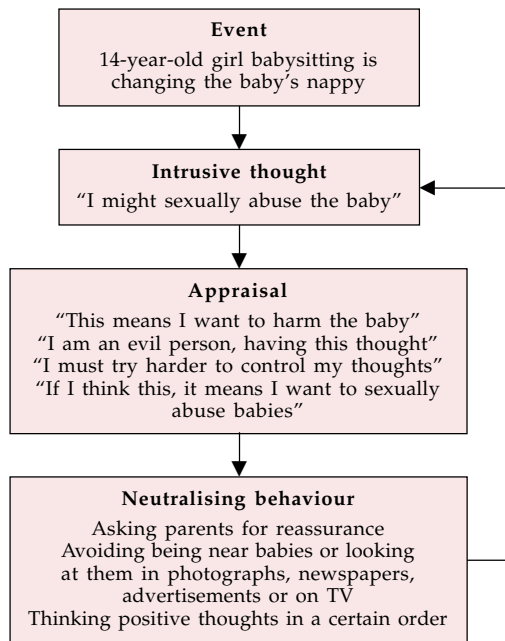 Event
14-year-old girl babysitting is
changing the baby’s nappy
Intrusive thought
“I might sexually abuse the baby”
Appraisal
“This means I want to harm the baby”
“I am an evil person, having this thought”
“I must try harder to control my thoughts”
“If I think this, it means I want to sexually
abuse babies”
Neutralising behaviour
Asking parents for reassurance
Avoiding being near babies or looking
at them in photographs, newspapers,
advertisements or on TV
Thinking positive thoughts in a certain order